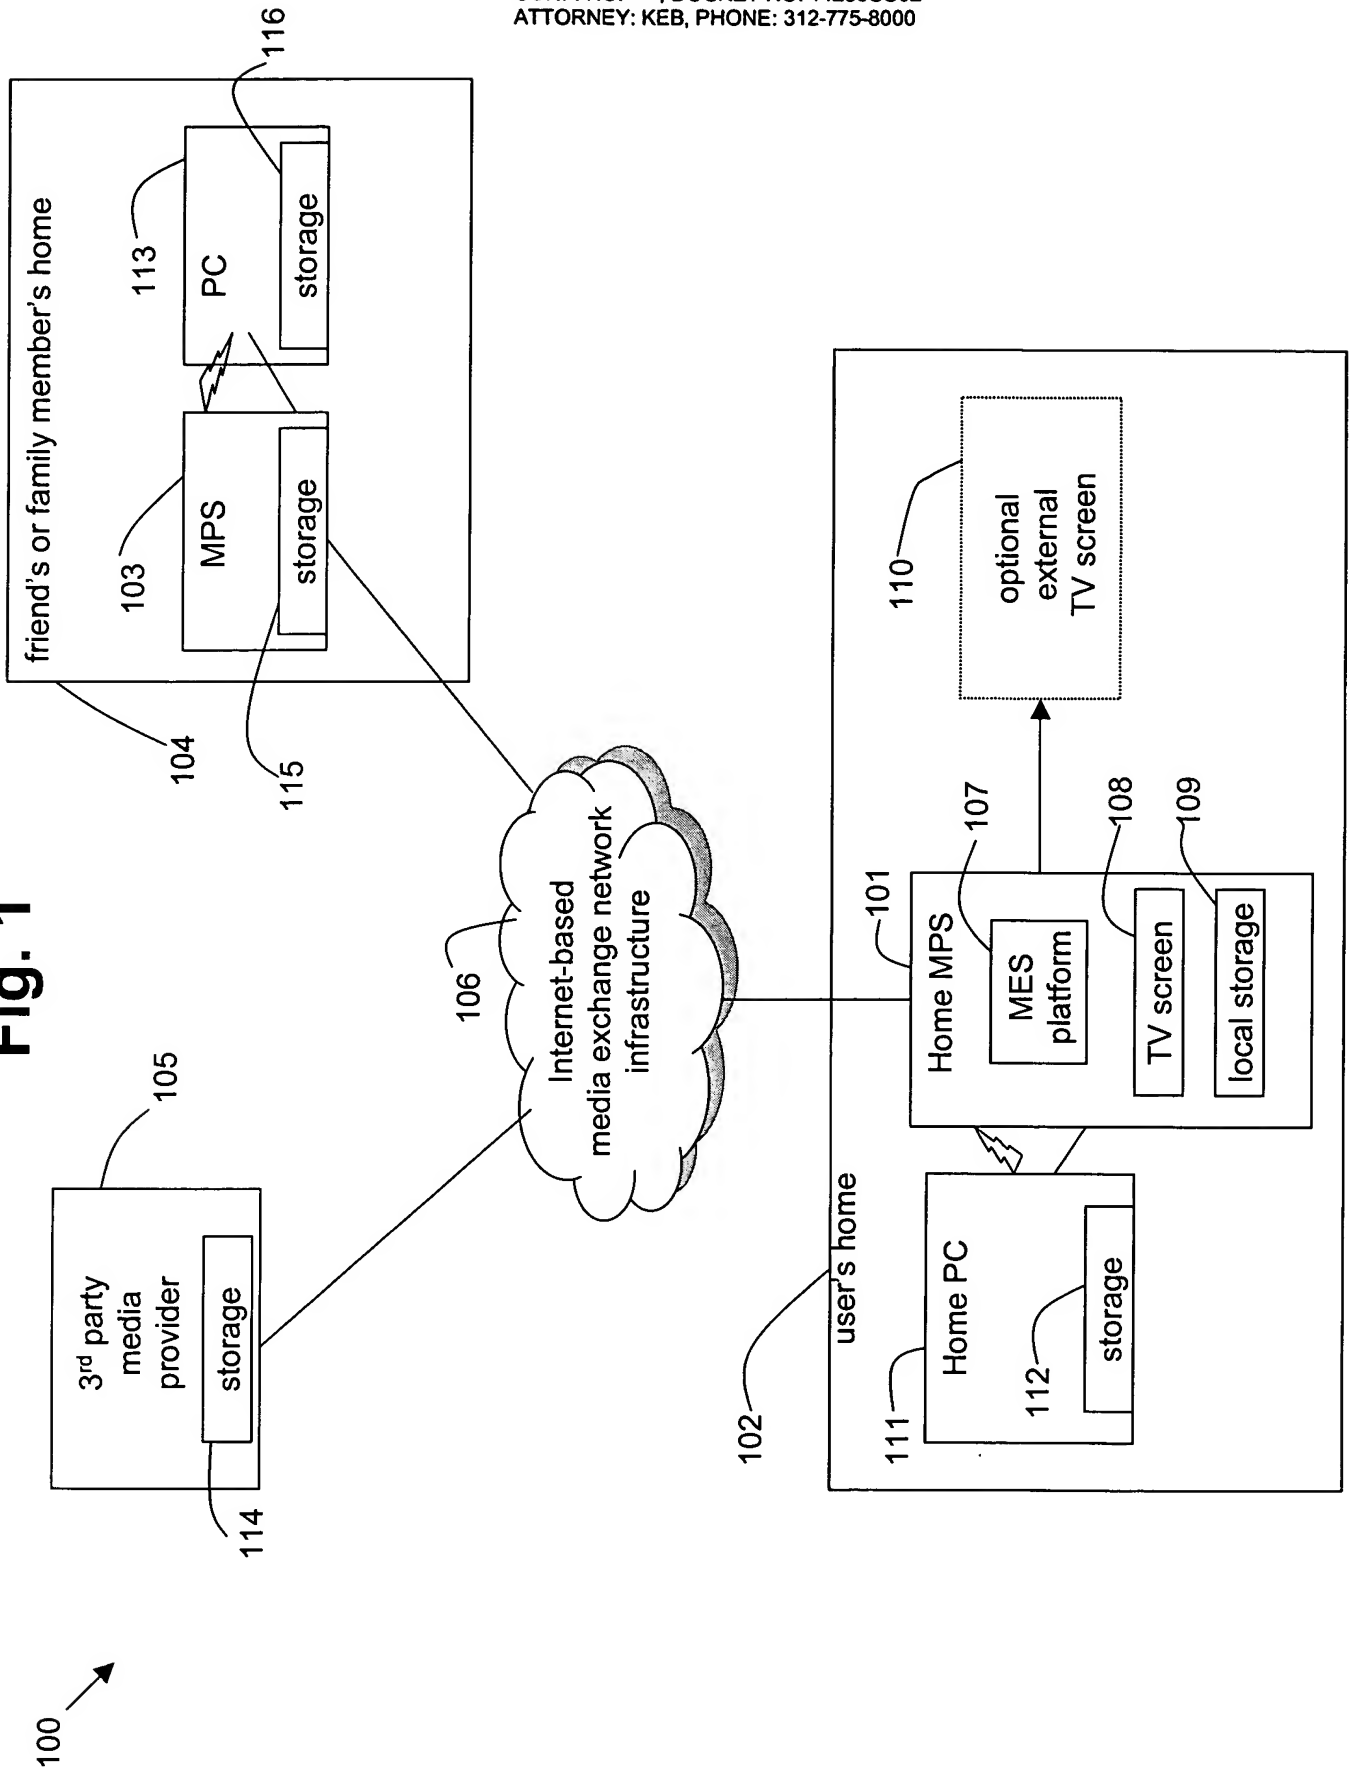 ATTORNEY: KEB, PHONE: 312-775-8000
Fig. 1
100
105
3rd party
media
provider
storage
114
friend's or family member's home
104
103
MPS
storage
115
113
PC
storage
116
106
Internet-based
media exchange network
infrastructure
102
user's home
111
Home PC
112
storage
101
Home MPS
107
MES
platform
108
TV screen
109
local storage
110
optional
external
TV screen